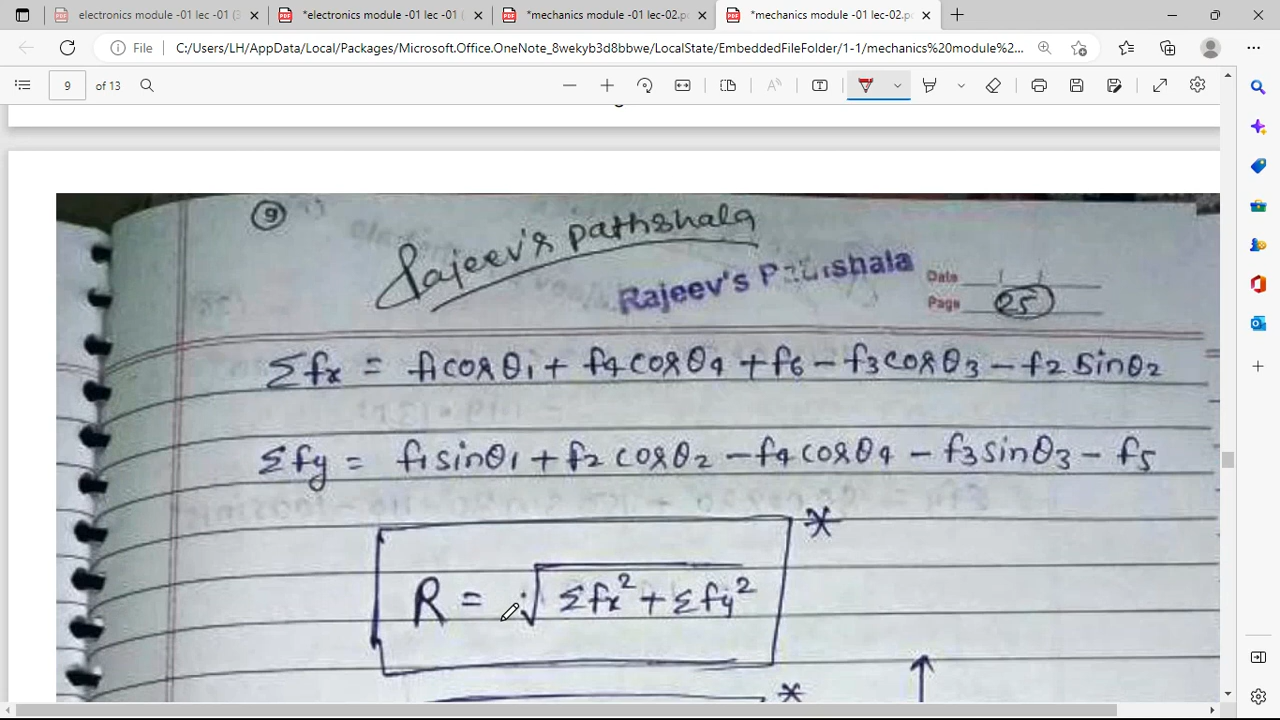 electronics module -01 lec -01 (
*electronics module -01 lec -01 (
*mechanics module -01 lec-02.p
*mechanics module -01 lec-02.p
File C:/Users/LH/AppData/Local/Packages/Microsoft.Office.OneNote_8wekyb3d8bbwe/LocalState/EmbeddedFileFolder/1-1/mechanics%20module%2...
9 of 13
9
Rajeev's pathshala
Rajeev's Pathshala
Date
Page 25
Σfx = f1cosθ1 + f4cosθ4 + f6 - f3cosθ3 - f2 sinθ2
Σfy = f1sinθ1 + f2 cosθ2 - f4cosθ4 - f3sinθ3 - f5
*
R = √Σfx² + Σfy²
*